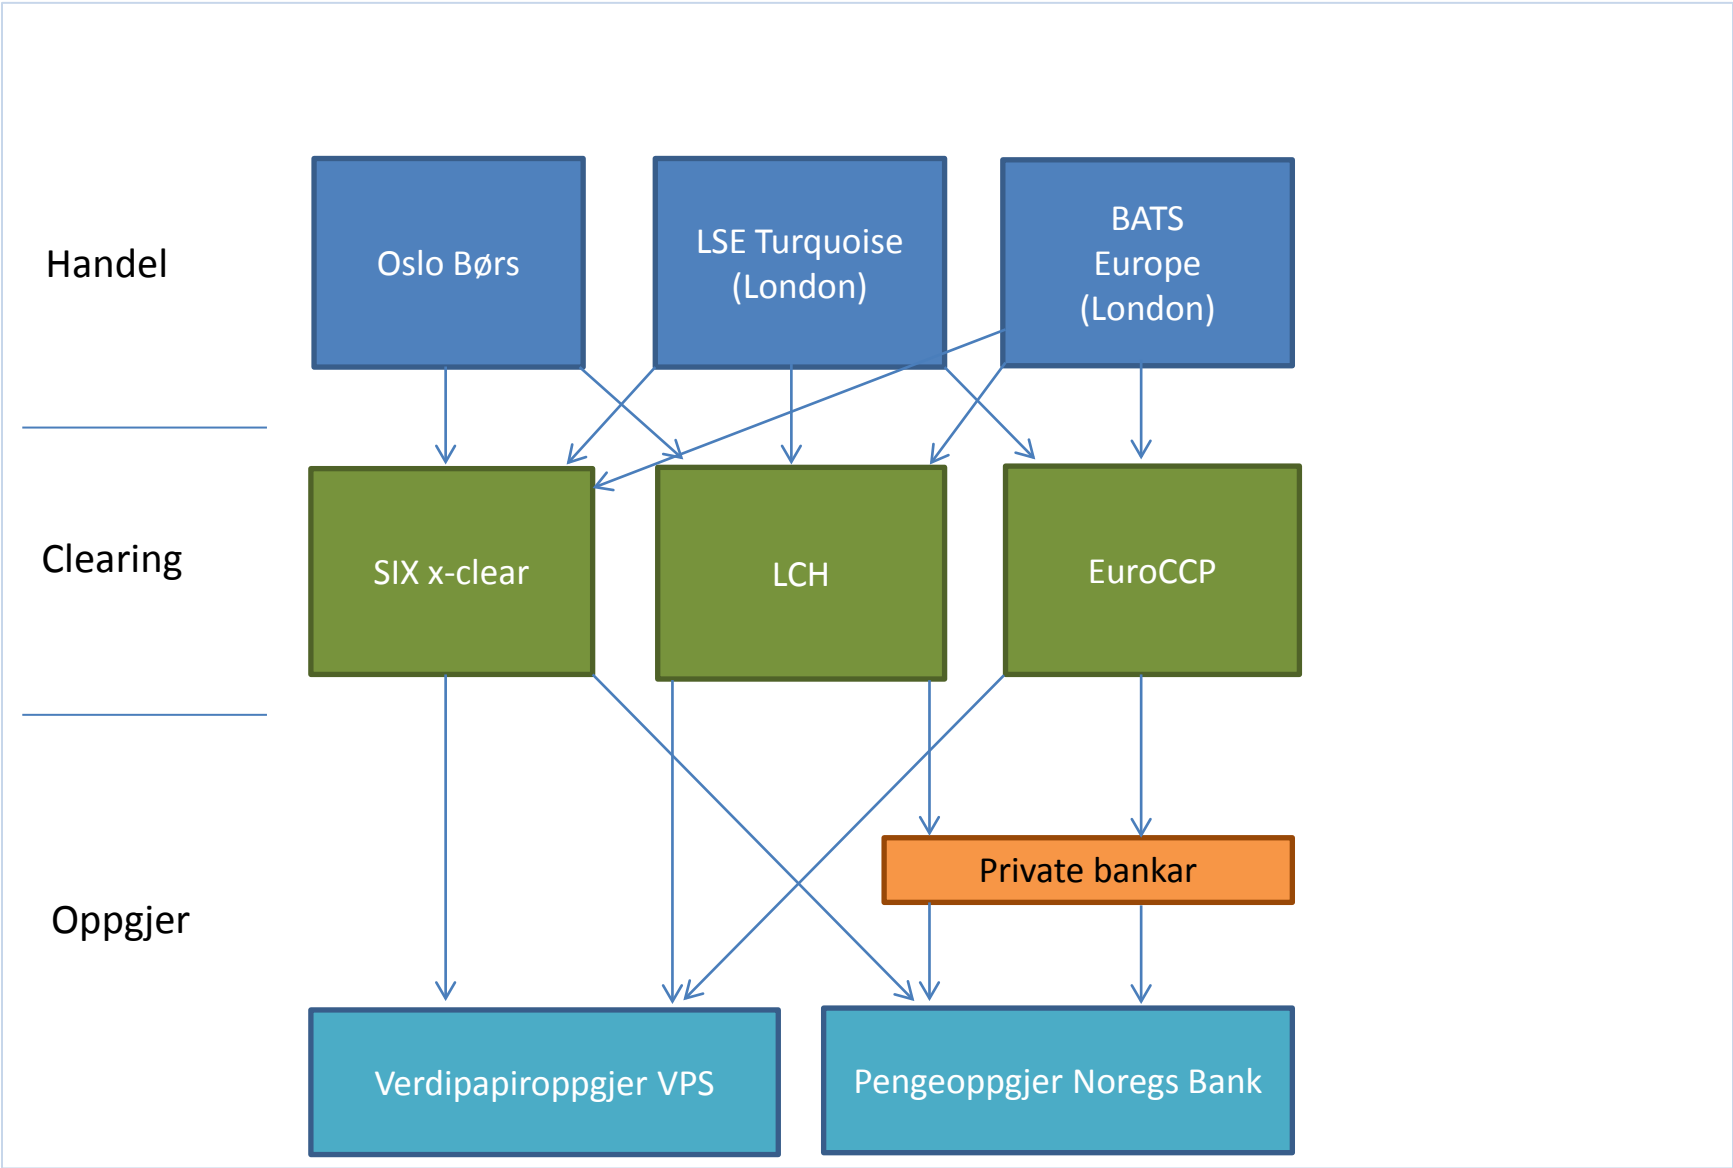 Handel
Oslo Børs
LSE Turquoise
(London)
BATS
Europe
(London)
Clearing
SIX x-clear
LCH
EuroCCP
Oppgjer
Private bankar
Verdipapiroppgjer VPS
Pengeoppgjer Noregs Bank